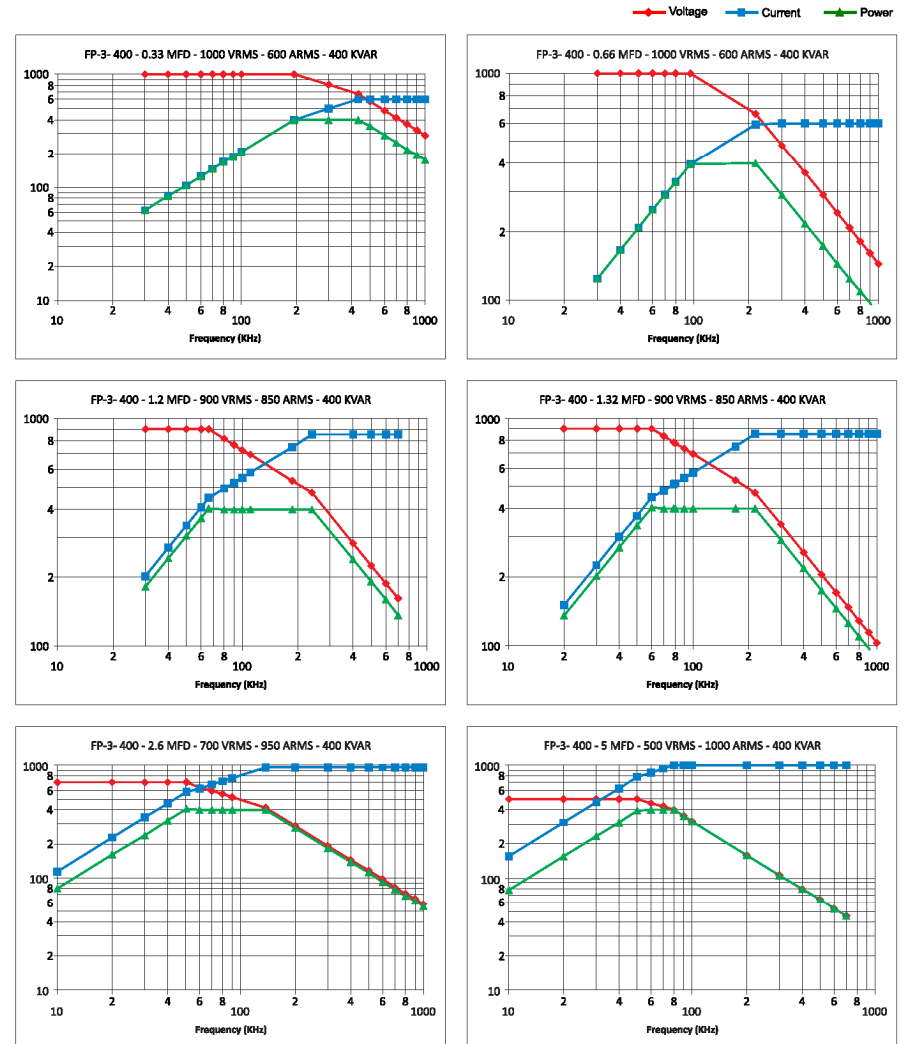 Voltage Current Power
FP-3- 400 - 0.33 MFD - 1000 VRMS - 600 ARMS - 400 KVAR
1000
8
6
4
2
100
8
6
4
2
10
10 2 4 6 8 100 2 4 6 8 1000
Frequency (KHz)
FP-3- 400 - 0.66 MFD - 1000 VRMS - 600 ARMS - 400 KVAR
1000
8
6
4
2
100
10 2 4 6 8 100 2 4 6 8 1000
Frequency (KHz)
FP-3- 400 - 1.2 MFD - 900 VRMS - 850 ARMS - 400 KVAR
1000
8
6
4
2
100
10 2 4 6 8 100 2 4 6 8 1000
Frequency (KHz)
FP-3- 400 - 1.32 MFD - 900 VRMS - 850 ARMS - 400 KVAR
1000
8
6
4
2
100
10 2 4 6 8 100 2 4 6 8 1000
Frequency (KHz)
FP-3- 400 - 2.6 MFD - 700 VRMS - 950 ARMS - 400 KVAR
1000
8
6
4
2
100
8
6
4
2
10
10 2 4 6 8 100 2 4 6 8 1000
Frequency (KHz)
FP-3- 400 - 5 MFD - 500 VRMS - 1000 ARMS - 400 KVAR
1000
8
6
4
2
100
8
6
4
2
10
10 2 4 6 8 100 2 4 6 8 1000
Frequency (KHz)